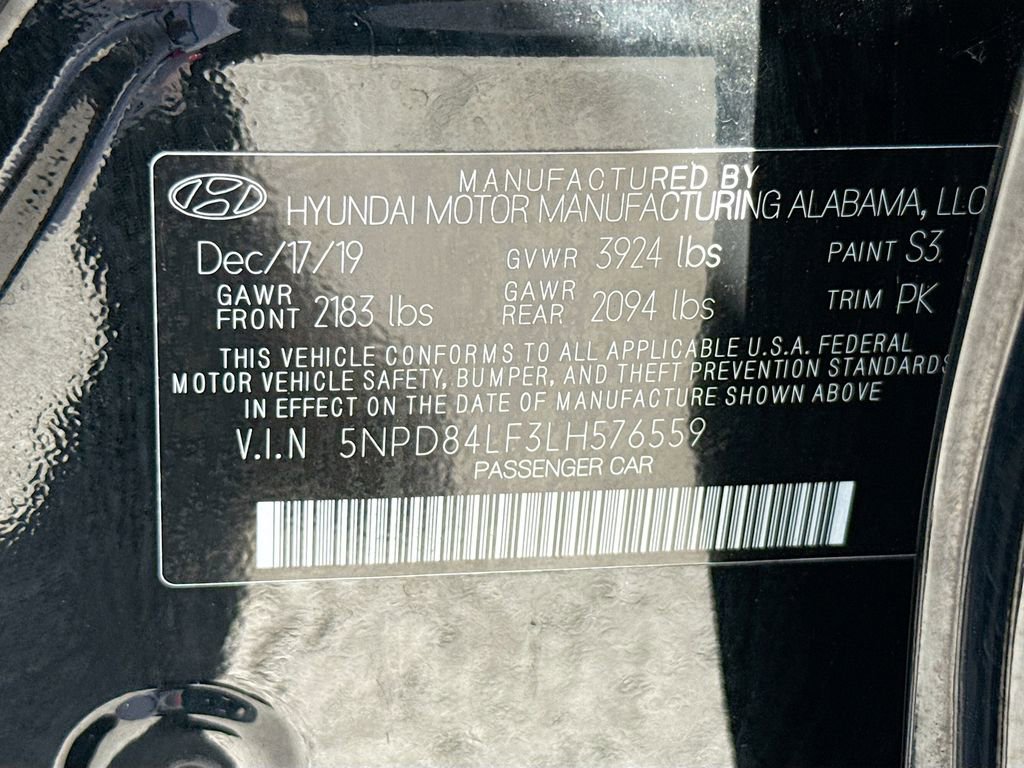 MANUFACTURED BY
HYUNDAI MOTOR MANUFACTURING ALABAMA, LLC
Dec/17/19 GVWR 3924 lbs PAINT S3
GAWR FRONT 2183 lbs GAWR REAR 2094 lbs TRIM PK
THIS VEHICLE CONFORMS TO ALL APPLICABLE U.S.A. FEDERAL
MOTOR VEHICLE SAFETY, BUMPER, AND THEFT PREVENTION STANDARDS
IN EFFECT ON THE DATE OF MANUFACTURE SHOWN ABOVE
V.I.N 5NPD84LF3LH576559
PASSENGER CAR